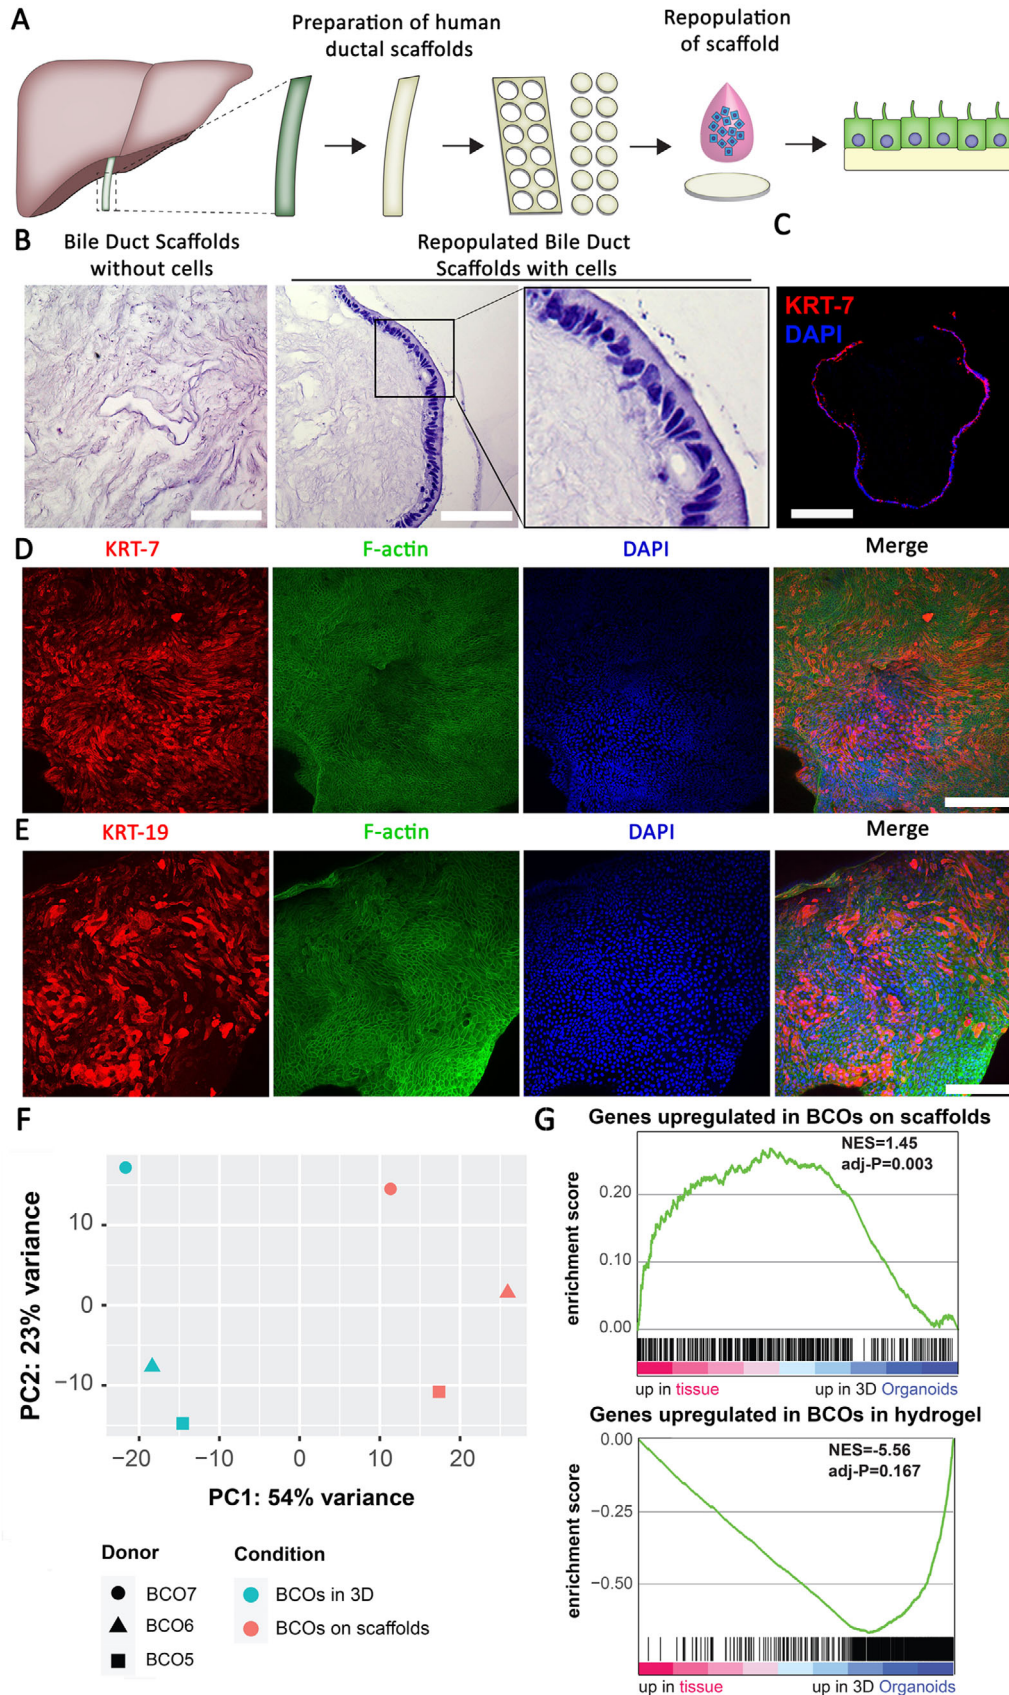 A
Preparation of human
ductal scaffolds
Repopulation
of scaffold
B
Bile Duct Scaffolds
without cells
Repopulated Bile Duct
Scaffolds with cells
C
KRT-7
DAPI
D
KRT-7
F-actin
DAPI
Merge
E
KRT-19
F-actin
DAPI
Merge
F
PC2: 23% variance
10
0
−10
−20
−10
0
10
20
PC1: 54% variance
Donor
BCO7
BCO6
BCO5
Condition
BCOs in 3D
BCOs on scaffolds
G
Genes upregulated in BCOs on scaffolds
NES=1.45
adj-P=0.003
enrichment score
0.20
0.10
0.00
up in tissue
up in 3D Organoids
Genes upregulated in BCOs in hydrogel
NES=-5.56
adj-P=0.167
enrichment score
0.00
−0.25
−0.50
up in tissue
up in 3D Organoids